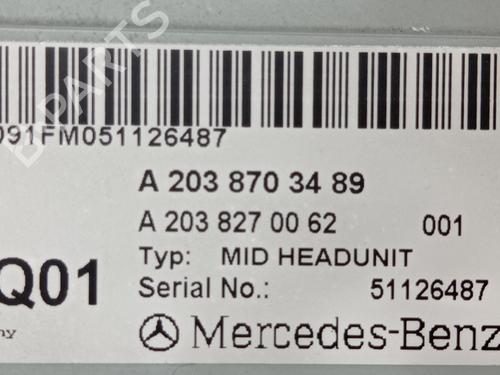 091FM051126487
A 203 870 34 89
A 203 827 00 62 001
Typ: MID HEADUNIT
Q01
Serial No.: 51126487
ny
Mercedes-Benz